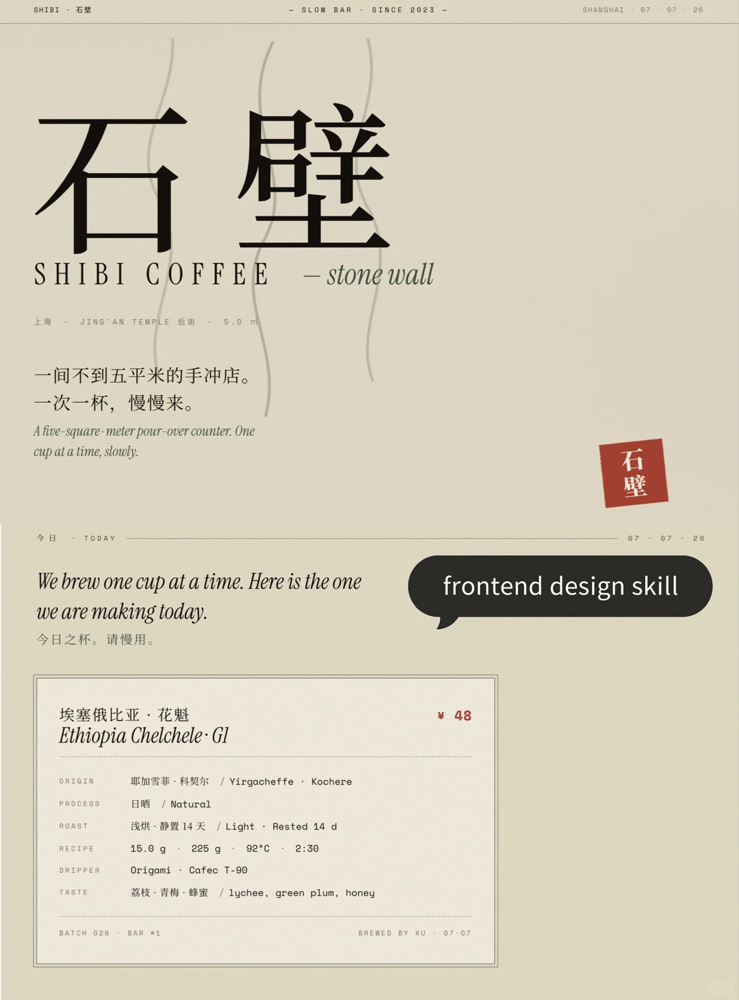 SHIBI · 石壁
— SLOW BAR · SINCE 2023 —
SHANGHAI · 07 · 07 · 26
石壁
SHIBI COFFEE — stone wall
上海 · JING'AN TEMPLE 后街 · 5.0 ㎡
一间不到五平米的手冲店。
一次一杯，慢慢来。
A five-square-meter pour-over counter. One
cup at a time, slowly.
石
壁
今日 · TODAY
07 · 07 · 26
We brew one cup at a time. Here is the one
we are making today.
今日之杯。请慢用。
frontend design skill
埃塞俄比亚 · 花魁
¥ 48
Ethiopia Chelchele · G1
ORIGIN 耶加雪菲 · 科契尔 / Yirgacheffe · Kochere
PROCESS 日晒 / Natural
ROAST 浅烘 · 静置 14 天 / Light · Rested 14 d
RECIPE 15.0 g · 225 g · 92°C · 2:30
DRIPPER Origami · Cafec T-90
TASTE 荔枝 · 青梅 · 蜂蜜 / lychee, green plum, honey
BATCH 026 · BAR #1
BREWED BY XU · 07·07